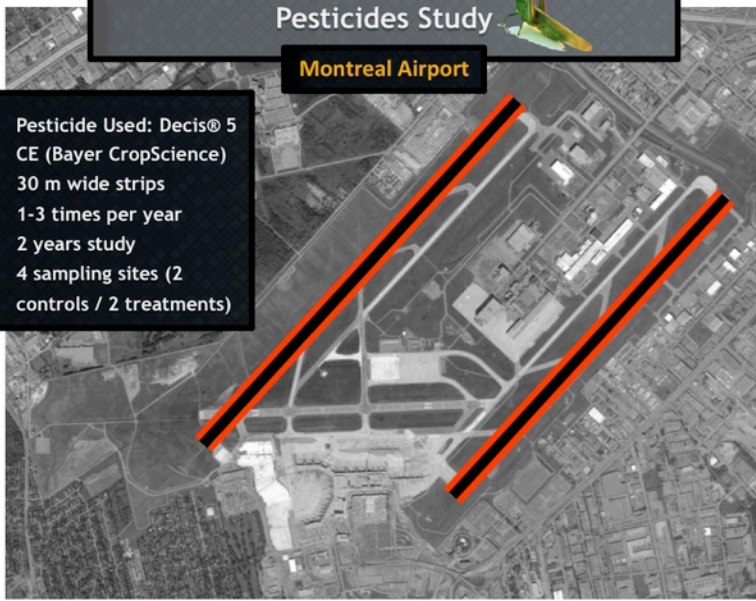 Pesticides Study
Montreal Airport
Pesticide Used: Decis® 5
CE (Bayer CropScience)
30 m wide strips
1-3 times per year
2 years study
4 sampling sites (2
controls / 2 treatments)